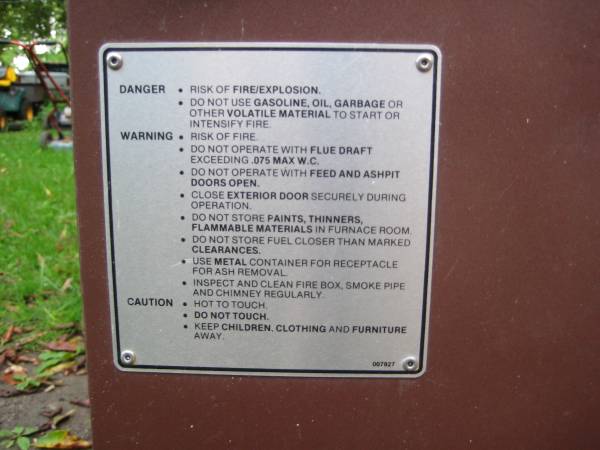 DANGER • RISK OF FIRE/EXPLOSION.
• DO NOT USE GASOLINE, OIL, GARBAGE OR
OTHER VOLATILE MATERIAL TO START OR
INTENSIFY FIRE.
WARNING • RISK OF FIRE.
• DO NOT OPERATE WITH FLUE DRAFT
EXCEEDING .075 MAX W.C.
• DO NOT OPERATE WITH FEED AND ASHPIT
DOORS OPEN.
• CLOSE EXTERIOR DOOR SECURELY DURING
OPERATION.
• DO NOT STORE PAINTS, THINNERS,
FLAMMABLE MATERIALS IN FURNACE ROOM.
• DO NOT STORE FUEL CLOSER THAN MARKED
CLEARANCES.
• USE METAL CONTAINER FOR RECEPTACLE
FOR ASH REMOVAL.
• INSPECT AND CLEAN FIRE BOX, SMOKE PIPE
AND CHIMNEY REGULARLY.
CAUTION • HOT TO TOUCH.
• DO NOT TOUCH.
• KEEP CHILDREN, CLOTHING AND FURNITURE
AWAY.
007927